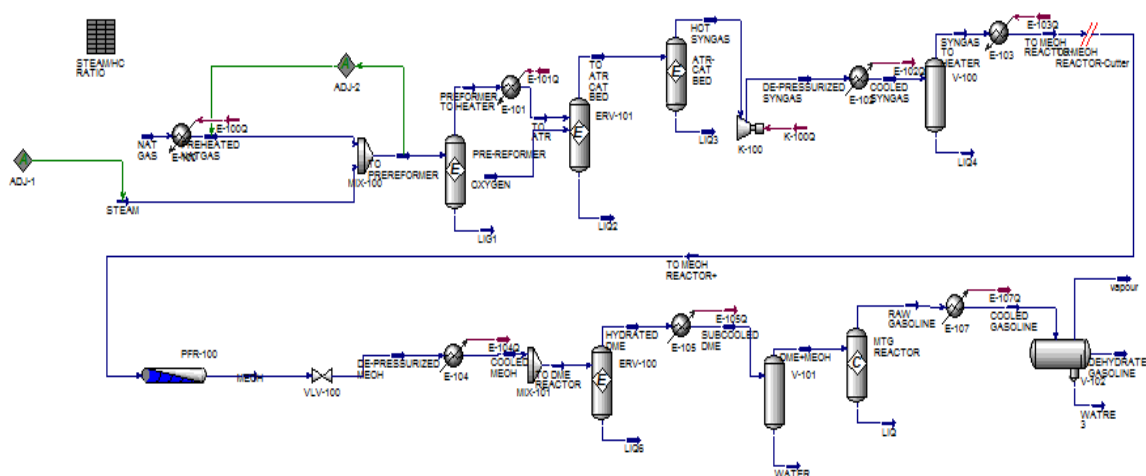 STEAM/HC
RATIO
ADJ-2
ADJ-1
NAT
GAS
E-100Q
PREHEATED
NATGAS
STEAM
MIX-100
TO
PREREFORMER
PREFORMER
TO HEATER
E-101Q
E-101
TO
ATR
PRE-REFORMER
OXYGEN
LIQ1
TO
ATR
CAT
BED
ERV-101
LIQ2
HOT
SYNGAS
ATR-
CAT
BED
LIQ3
K-100
K-100Q
DE-PRESSURIZED
SYNGAS
E-102Q
E-102
COOLED
SYNGAS
SYNGAS
TO
HEATER
V-100
LIQ4
E-103Q
E-103
TO MEOH
REACTOR
REACTOR-Cutter
TO MEOH
REACTOR+
PFR-100
MEOH
VLV-100
DE-PRESSURIZED
MEOH
E-104Q
E-104
COOLED
MEOH
MIX-101
TO DME
REACTOR
HYDRATED
DME
ERV-100
LIQ6
E-105Q
E-105
SUBCOOLED
DME
DME+MEOH
V-101
WATER
MTG
REACTOR
LIQ
RAW
GASOLINE
E-107Q
E-107
COOLED
GASOLINE
vapour
DEHYDRATE
GASOLINE
V-102
WATRE
3